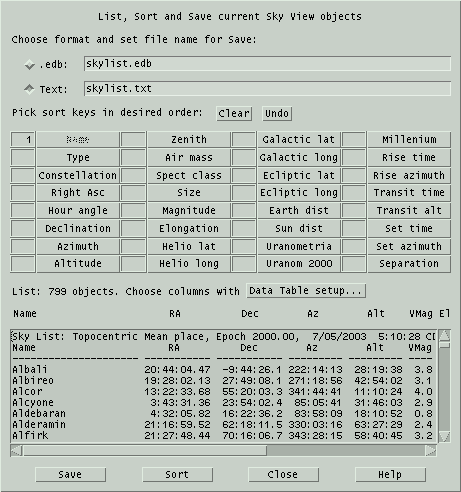 List, Sort and Save current Sky View objects
Choose format and set file name for Save:
.edb: skylist.edb
Text: skylist.txt
Pick sort keys in desired order: Clear Undo
1 Name Zenith Galactic lat Millenium
Type Air mass Galactic long Rise time
Constellation Spect class Ecliptic lat Rise azimuth
Right Asc Size Ecliptic long Transit time
Hour angle Magnitude Earth dist Transit alt
Declination Elongation Sun dist Set time
Azimuth Helio lat Uranometria Set azimuth
Altitude Helio long Uranom 2000 Separation
List: 799 objects. Choose columns with Data Table setup...
Name RA Dec Az Alt VMag El
Sky List: Topocentric Mean place, Epoch 2000.00, 7/05/2003 5:10:28
Name RA Dec Az Alt VMag
Albali 20:44:04.47 -9:44:26.1 222:14:13 28:19:38 3.8
Albireo 19:28:02.13 27:49:08.1 271:18:56 42:54:02 3.1
Alcor 13:22:33.68 55:20:03.3 341:44:41 11:10:24 4.0
Alcyone 3:43:31.36 23:54:02.4 85:05:41 31:46:03 2.9
Aldebaran 4:32:05.82 16:22:36.2 83:58:09 18:10:52 0.8
Alderamin 21:16:59.52 62:18:11.5 330:03:16 63:27:29 2.4
Alfirk 21:27:48.44 70:16:06.7 343:28:15 58:40:45 3.2
Save Sort Close Help